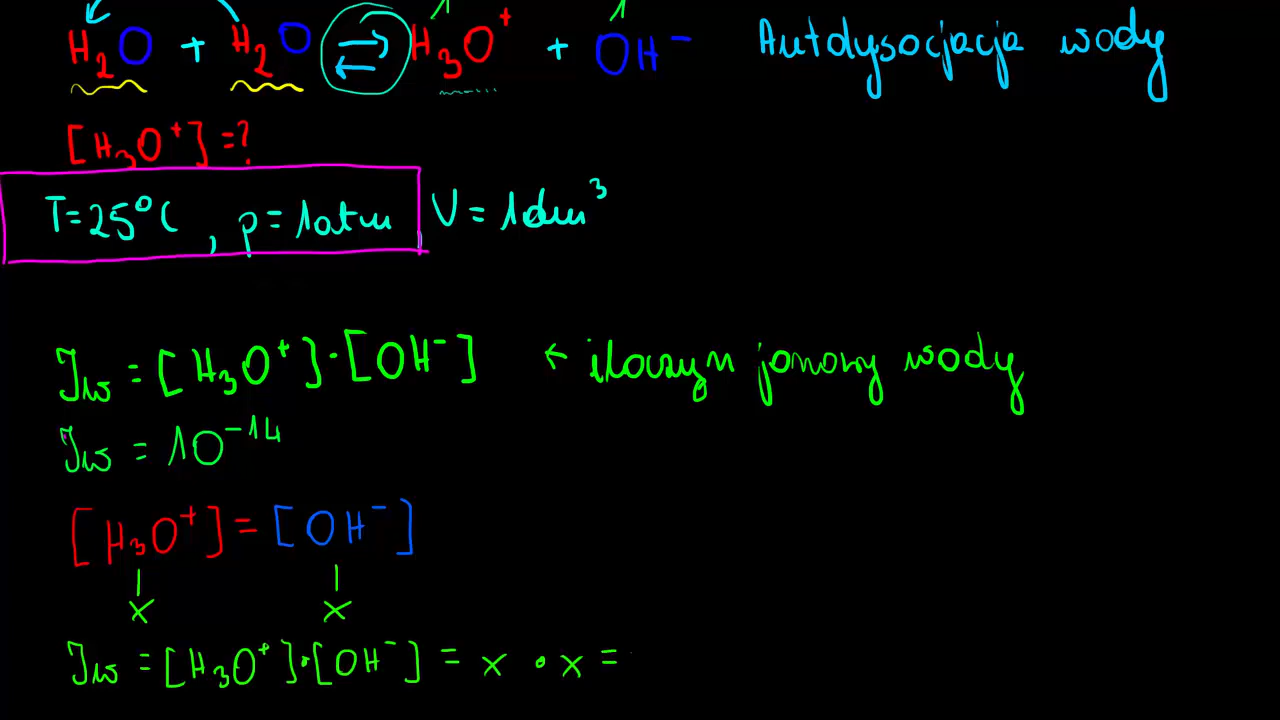 H₂O + H₂O ⇄ H₃O⁺ + OH⁻ Autdysocjacja wody
[H₃O⁺] = ?
T = 25°C, p = 1atm V = 1dm³
Iw = [H₃O⁺]·[OH⁻] ← iloczyn jonowy wody
Iw = 10⁻¹⁴
[H₃O⁺] = [OH⁻]
x x
Iw = [H₃O⁺]·[OH⁻] = x · x =